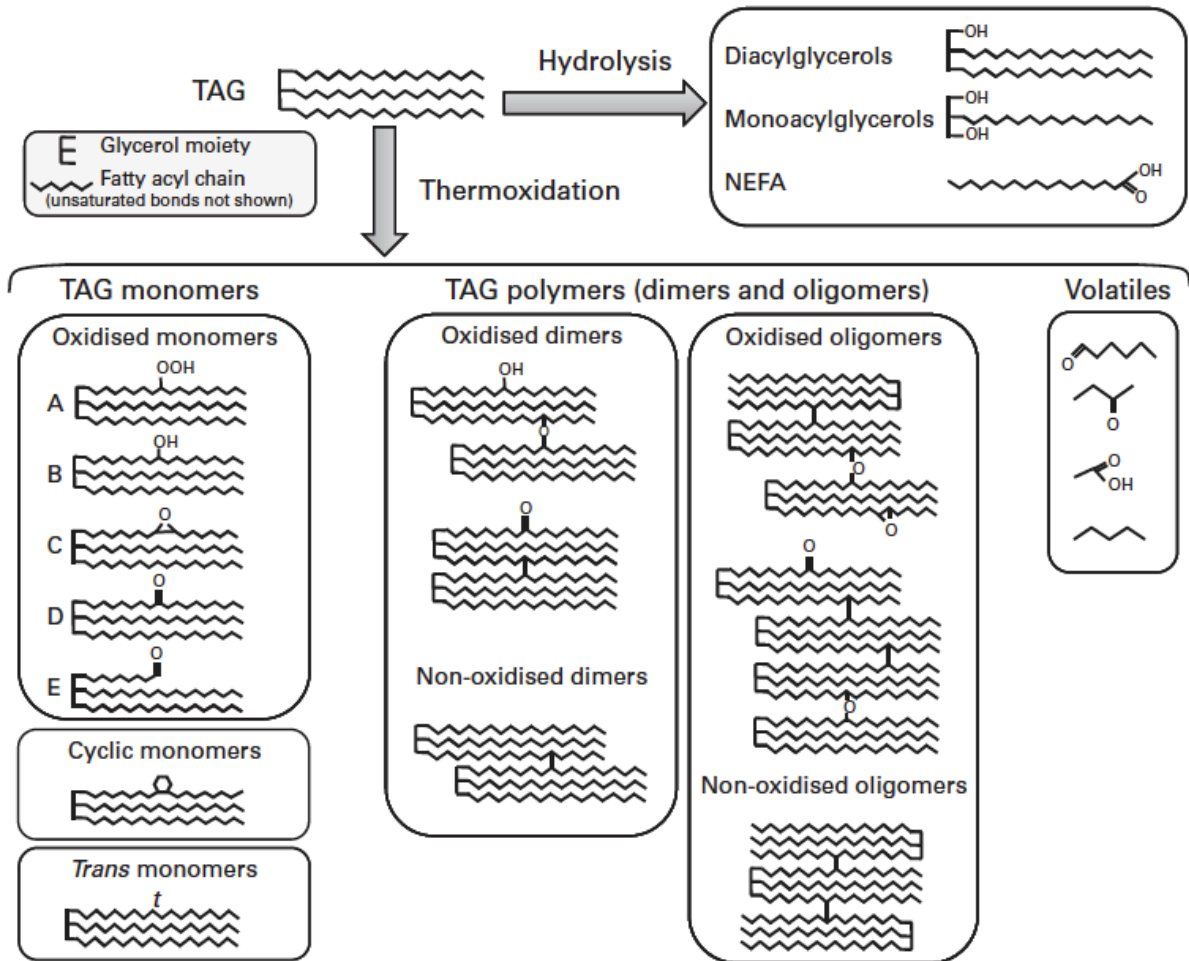 TAG
Hydrolysis
Diacylglycerols
OH
Monoacylglycerols
OH
OH
NEFA
OH
O
Glycerol moiety
Fatty acyl chain
(unsaturated bonds not shown)
Thermoxidation
TAG monomers
TAG polymers (dimers and oligomers)
Volatiles
Oxidised monomers
A
OOH
B
OH
C
O
D
O
E
O
Cyclic monomers
Trans monomers
t
Oxidised dimers
OH
O
O
Non-oxidised dimers
Oxidised oligomers
O
O
O
O
Non-oxidised oligomers
O
O
O
OH